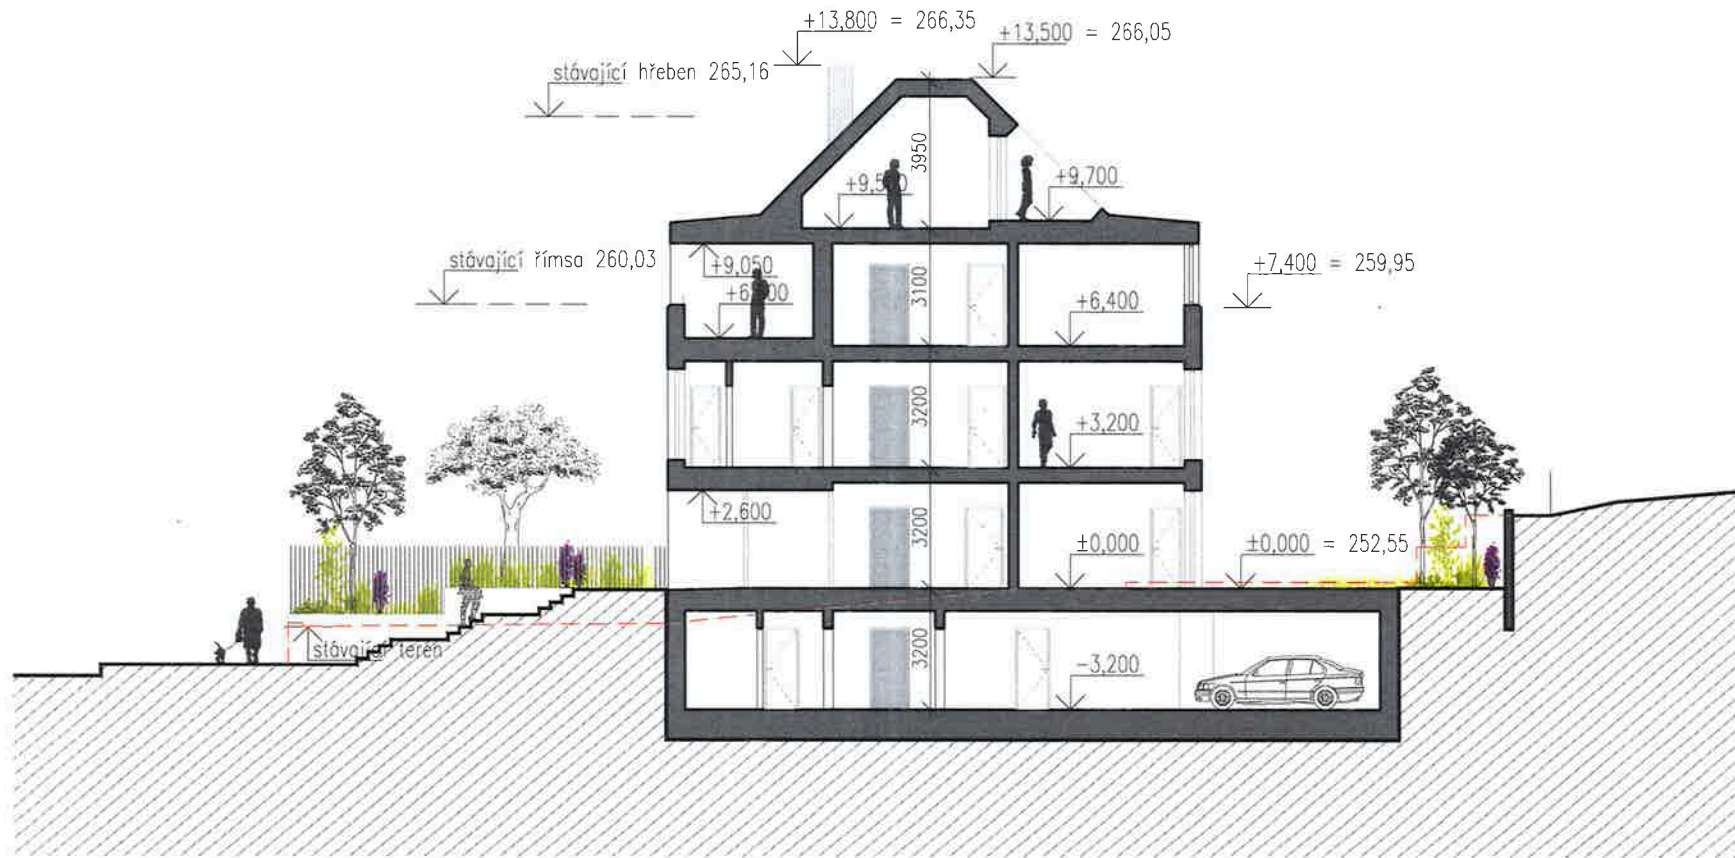 +13,800 = 266,35
+13,500 = 266,05
stávající hřeben 265,16
3950
+9,700
stávající římsa 260,03
+9,050
+7,400 = 259,95
3100
+6,400
3200
+3,200
+2,600
3200
±0,000
±0,000 = 252,55
stávající terén
3200
-3,200